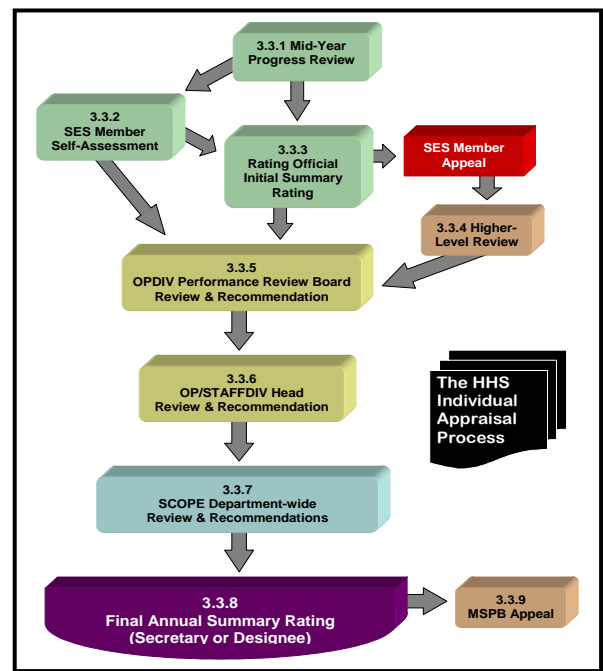 3.3.1 Mid-Year
Progress Review
3.3.2
SES Member
Self-Assessment
3.3.3
Rating Official
Initial Summary
Rating
SES Member
Appeal
3.3.4 Higher-
Level Review
3.3.5
OPDIV Performance Review Board
Review & Recommendation
3.3.6
OP/STAFFDIV Head
Review & Recommendation
The HHS
Individual
Appraisal
Process
3.3.7
SCOPE Department-wide
Review & Recommendations
3.3.8
Final Annual Summary Rating
(Secretary or Designee)
3.3.9
MSPB Appeal